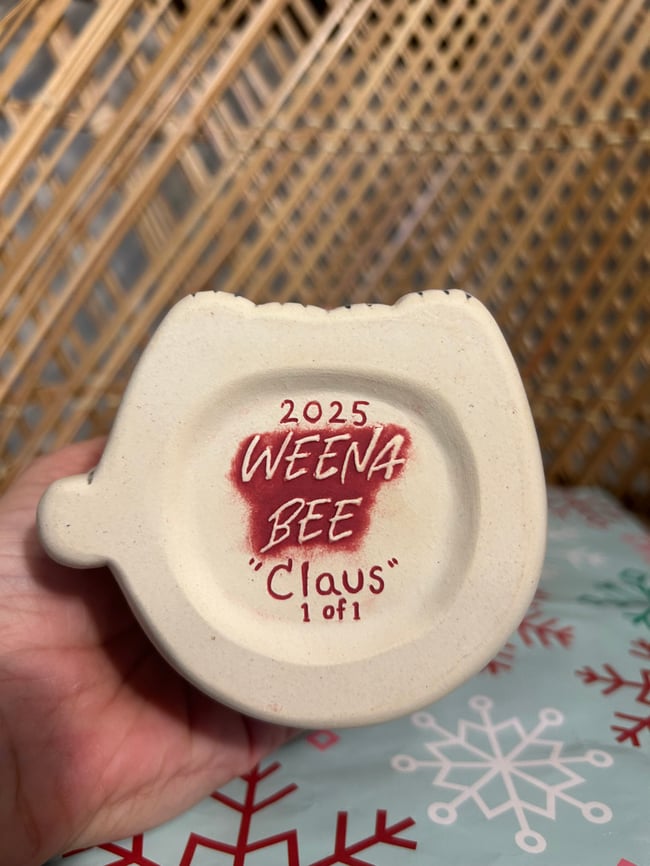 2025
WEENA
BEE
"Claus"
1 of 1